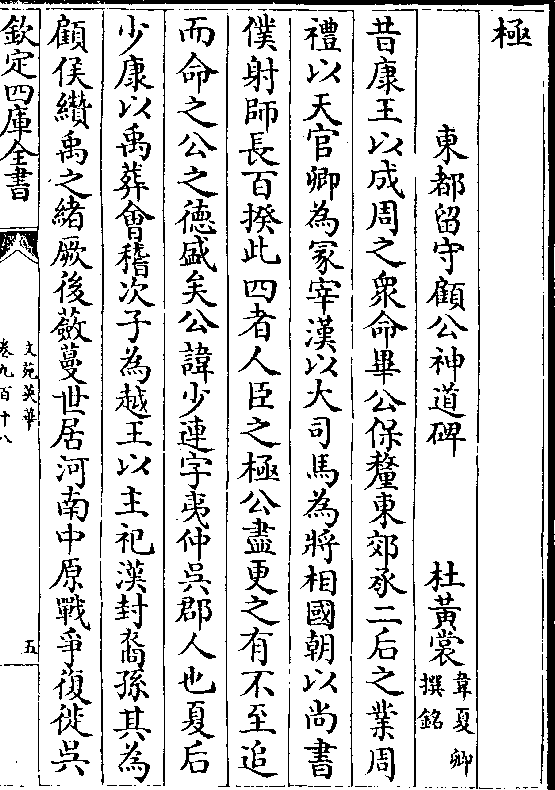 極
東都留守顧公神道碑　杜黃裳韋夏卿撰銘
昔康王以成周之衆命畢公保釐東郊承二后之業周
禮以天官卿為冢宰漢以大司馬為將相國朝以尚書
僕射師長百揆此四者人臣之極公盡更之有不至追
而命之公之德盛矣公諱少連字夷仲吳郡人也夏后
少康以禹葬會稽次子為越王以主祀漢封裔孫其為
顧侯纘禹之緒厥後蔽蔓世居河南中原戰爭復徙吳
欽定四庫全書
文苑英華
卷九百十八
五